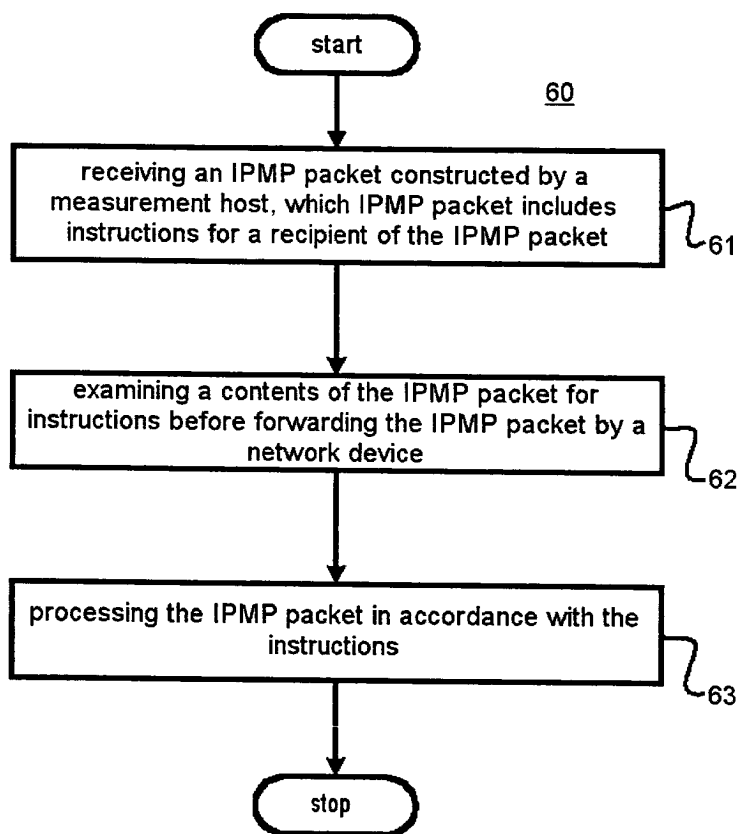 start
60
receiving an IPMP packet constructed by a
measurement host, which IPMP packet includes
instructions for a recipient of the IPMP packet
61
examining a contents of the IPMP packet for
instructions before forwarding the IPMP packet by a
network device
62
processing the IPMP packet in accordance with the
instructions
63
stop